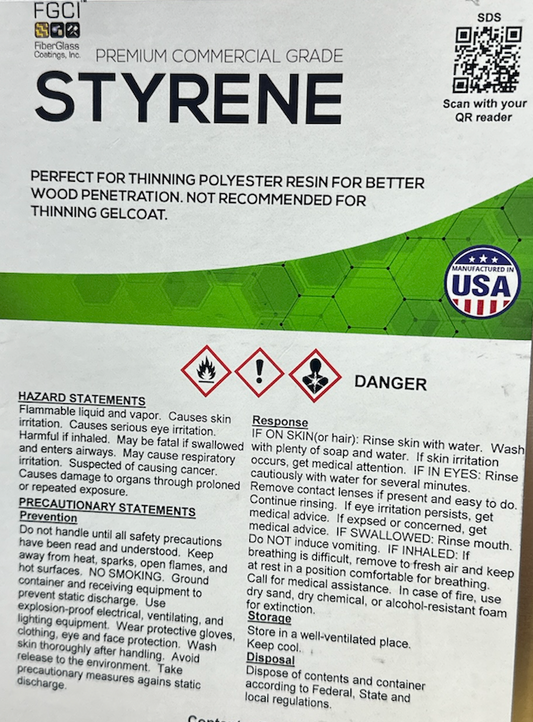 FGCI™
FiberGlass
Coatings, Inc.
SDS
Scan with your
QR reader
PREMIUM COMMERCIAL GRADE
STYRENE
PERFECT FOR THINNING POLYESTER RESIN FOR BETTER
WOOD PENETRATION. NOT RECOMMENDED FOR
THINNING GELCOAT.
MANUFACTURED IN
USA
DANGER
HAZARD STATEMENTS
Flammable liquid and vapor. Causes skin
irritation. Causes serious eye irritation.
Harmful if inhaled. May be fatal if swallowed
and enters airways. May cause respiratory
irritation. Suspected of causing cancer.
Causes damage to organs through proloned
or repeated exposure.
PRECAUTIONARY STATEMENTS
Prevention
Do not handle until all safety precautions
have been read and understood. Keep
away from heat, sparks, open flames, and
hot surfaces. NO SMOKING. Ground
container and receiving equipment to
prevent static discharge. Use
explosion-proof electrical, ventilating, and
lighting equipment. Wear protective gloves,
clothing, eye and face protection. Wash
skin thoroughly after handling. Avoid
release to the environment. Take
precautionary measures agains static
discharge.
Response
IF ON SKIN(or hair): Rinse skin with water. Wash
with plenty of soap and water. If skin irritation
occurs, get medical attention. IF IN EYES: Rinse
cautiously with water for several minutes.
Remove contact lenses if present and easy to do.
Continue rinsing. If eye irritation persists, get
medical advice. If expsed or concerned, get
medical advice. IF SWALLOWED: Rinse mouth.
Do NOT induce vomiting. IF INHALED: If
breathing is difficult, remove to fresh air and keep
at rest in a position comfortable for breathing.
Call for medical assistance. In case of fire, use
dry sand, dry chemical, or alcohol-resistant foam
for extinction.
Storage
Store in a well-ventilated place.
Keep cool.
Disposal
Dispose of contents and container
according to Federal, State and
local regulations.